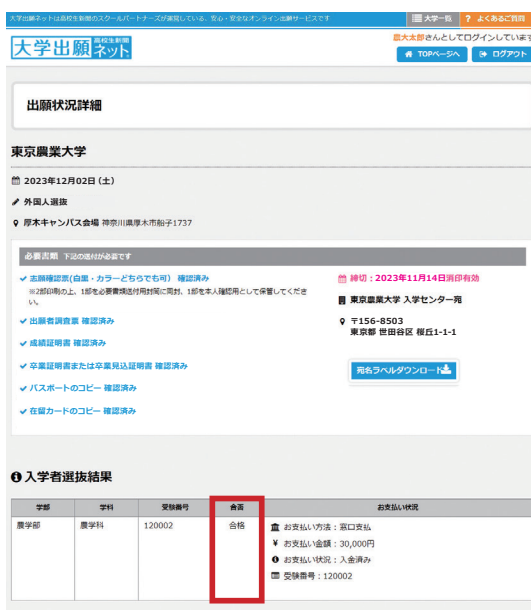 大学出願ネットは高校生新聞のスクールパートナーズが運営している、安心・安全なオンライン出願サービスです
大学一覧
? よくあるご質問
大学出願ネット
高校生新聞
農大太郎さんとしてログインしています
TOPページへ
ログアウト
出願状況詳細
東京農業大学
2023年12月02日 (土)
外国人選抜
厚木キャンパス会場 神奈川県厚木市船子1737
必要書類 下記の送付が必要です
志願確認票(白黒・カラーどちらでも可) 確認済み
※2部印刷の上、1部を必要書類送付用封筒に同封、1部を本人確認用として保管してくださ
い。
出願者調査票 確認済み
成績証明書 確認済み
卒業証明書または卒業見込証明書 確認済み
パスポートのコピー 確認済み
在留カードのコピー 確認済み
締切：2023年11月14日消印有効
東京農業大学 入学センター宛
〒156-8503
東京都 世田谷区 桜丘1-1-1
宛名ラベルダウンロード
入学者選抜結果
学部 学科 受験番号 合否 お支払い状況
農学部 農学科 120002 合格
お支払い方法：窓口支払
¥ お支払い金額：30,000円
お支払い状況：入金済み
受験番号：120002